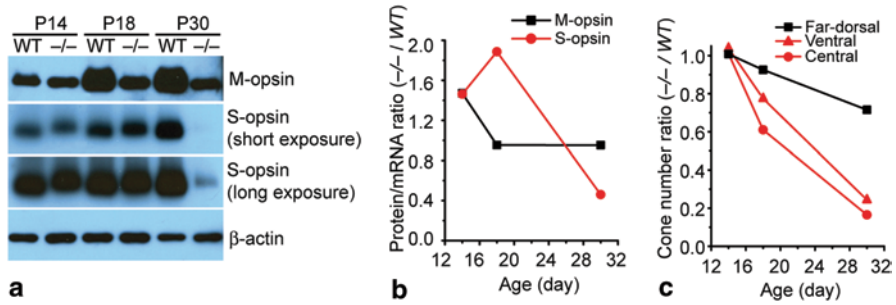 P14 P18 P30
WT –/– WT –/– WT –/–
M-opsin
S-opsin
(short exposure)
S-opsin
(long exposure)
β-actin
a
M-opsin
S-opsin
Protein/mRNA ratio (–/– / WT)
2.0
1.6
1.2
0.8
0.4
0
12 16 20 24 28 32
Age (day)
b
Far-dorsal
Ventral
Central
Cone number ratio (–/– / WT)
1.0
0.8
0.6
0.4
0.2
0
12 16 20 24 28 32
Age (day)
c